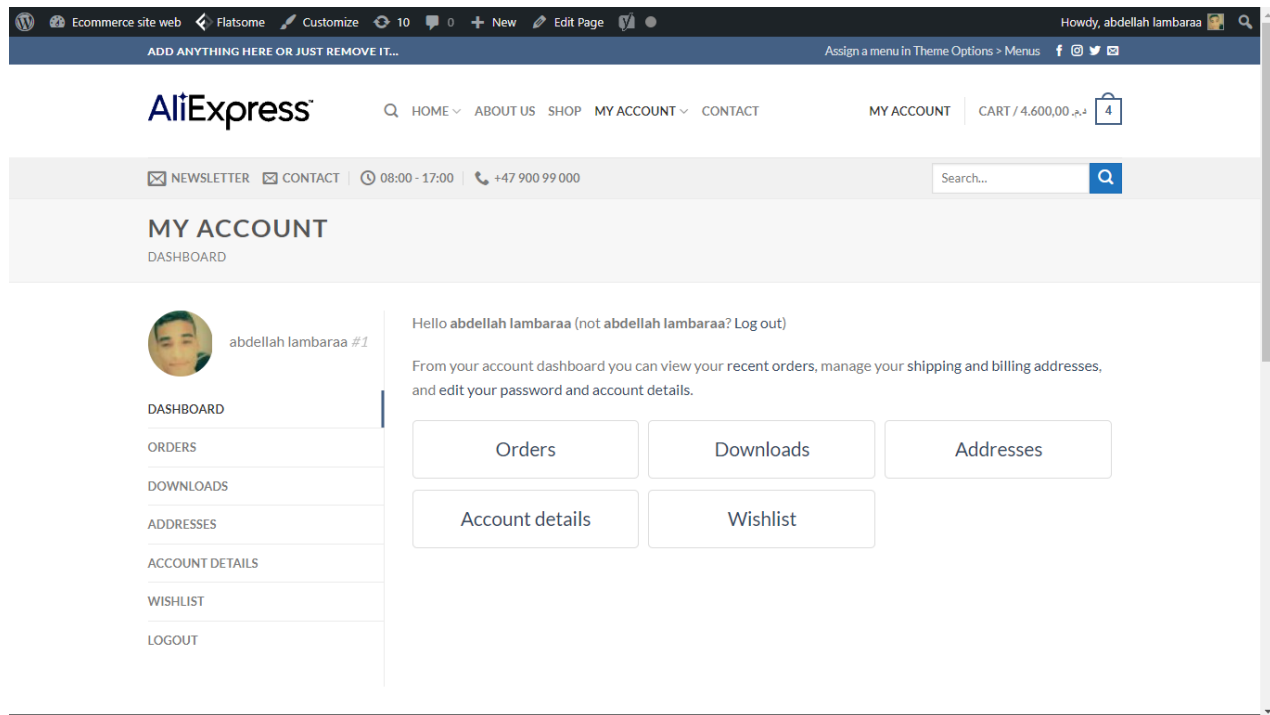 Ecommerce site web Flatsome Customize 10 0 New Edit Page Howdy, abdellah lambaraa
ADD ANYTHING HERE OR JUST REMOVE IT... Assign a menu in Theme Options > Menus
AliExpress™ HOME ABOUT US SHOP MY ACCOUNT CONTACT MY ACCOUNT CART / 4.600,00 د.م. 4
NEWSLETTER CONTACT 08:00 - 17:00 +47 900 99 000 Search...
MY ACCOUNT
DASHBOARD
abdellah lambaraa #1
DASHBOARD
ORDERS
DOWNLOADS
ADDRESSES
ACCOUNT DETAILS
WISHLIST
LOGOUT
Hello abdellah lambaraa (not abdellah lambaraa? Log out)
From your account dashboard you can view your recent orders, manage your shipping and billing addresses,
and edit your password and account details.
Orders Downloads Addresses
Account details Wishlist